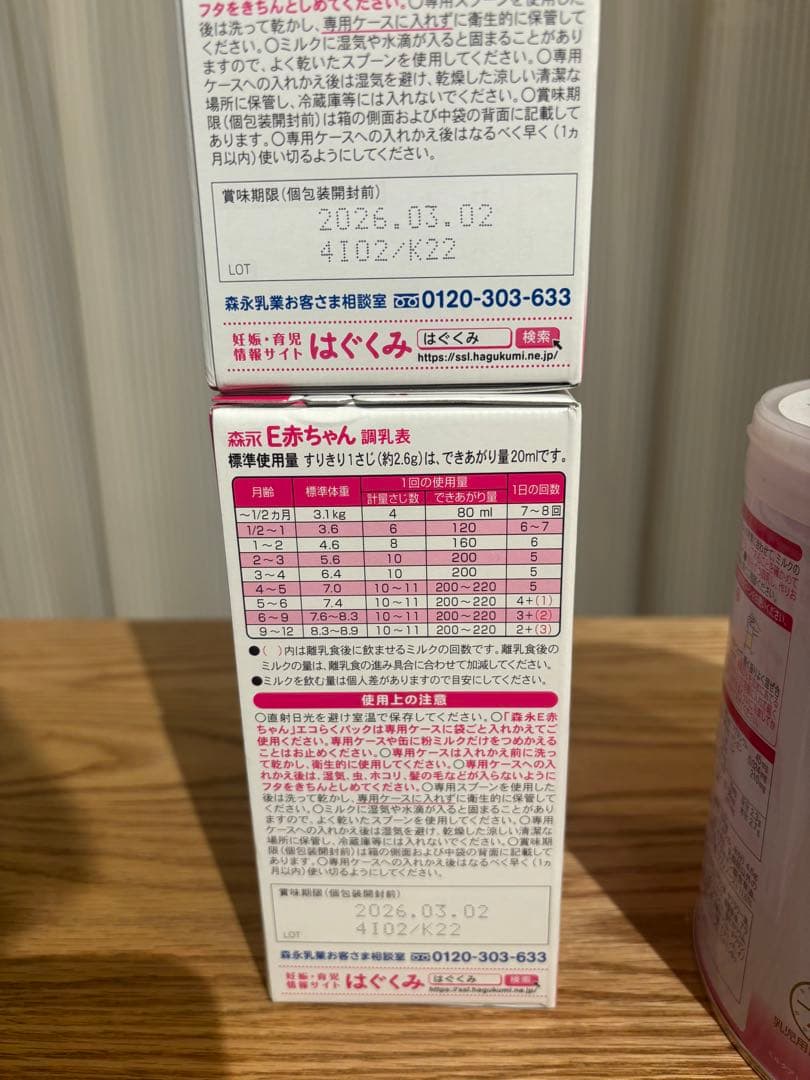 フタをきちんとしめてください。○専用スプーンを使用した
後は洗って乾かし、専用ケースに入れずに衛生的に保管して
ください。○ミルクに湿気や水滴が入ると固まることがあり
ますので、よく乾いたスプーンを使用してください。○専用
ケースへの入れかえ後は湿気を避け、乾燥した涼しい清潔な
場所に保管し、冷蔵庫等には入れないでください。○賞味期
限(個包装開封前)は箱の側面および中袋の背面に記載して
あります。○専用ケースへの入れかえ後はなるべく早く(1ヵ
月以内)使い切るようにしてください。
賞味期限(個包装開封前)
2026.03.02
4I02/K22
LOT
森永乳業お客さま相談室 0120-303-633
妊娠・育児
情報サイト はぐくみ はぐくみ 検索
https://ssl.hagukumi.ne.jp/
森永 E赤ちゃん 調乳表
標準使用量 すりきり1さじ(約2.6g)は、できあがり量20mlです。
月齢 標準体重 1回の使用量 1日の回数
計量さじ数 できあがり量
～1/2ヵ月 3.1kg 4 80 ml 7～8回
1/2～1 3.6 6 120 6～7
1～2 4.6 8 160 6
2～3 5.6 10 200 5
3～4 6.4 10 200 5
4～5 7.0 10～11 200～220 5
5～6 7.4 10～11 200～220 4+(1)
6～9 7.6～8.3 10～11 200～220 3+(2)
9～12 8.3～8.9 10～11 200～220 2+(3)
●( )内は離乳食後に飲ませるミルクの回数です。離乳食後の
ミルクの量は、離乳食の進み具合に合わせて加減してください。
●ミルクを飲む量は個人差がありますので目安にしてください。
使用上の注意
○直射日光を避け室温で保存してください。○「森永E赤
ちゃん」エコらくパックは専用ケースに袋ごと入れかえてご
使用ください。専用ケースや缶に粉ミルクだけをつめかえる
ことはお止めください。○専用ケースは入れかえ前に洗っ
て乾かし、衛生的に使用してください。○専用ケースへの入
れかえ後は、湿気、虫、ホコリ、髪の毛などが入らないように
フタをきちんとしめてください。○専用スプーンを使用した
後は洗って乾かし、専用ケースに入れずに衛生的に保管して
ください。○ミルクに湿気や水滴が入ると固まることがあり
ますので、よく乾いたスプーンを使用してください。○専用
ケースへの入れかえ後は湿気を避け、乾燥した涼しい清潔な
場所に保管し、冷蔵庫等には入れないでください。○賞味期
限(個包装開封前)は箱の側面および中袋の背面に記載して
あります。○専用ケースへの入れかえ後はなるべく早く(1ヵ
月以内)使い切るようにしてください。
賞味期限(個包装開封前)
2026.03.02
4I02/K22
LOT
森永乳業お客さま相談室 0120-303-633
妊娠・育児
情報サイト はぐくみ はぐくみ 検索
https://ssl.hagukumi.ne.jp/
乳児用